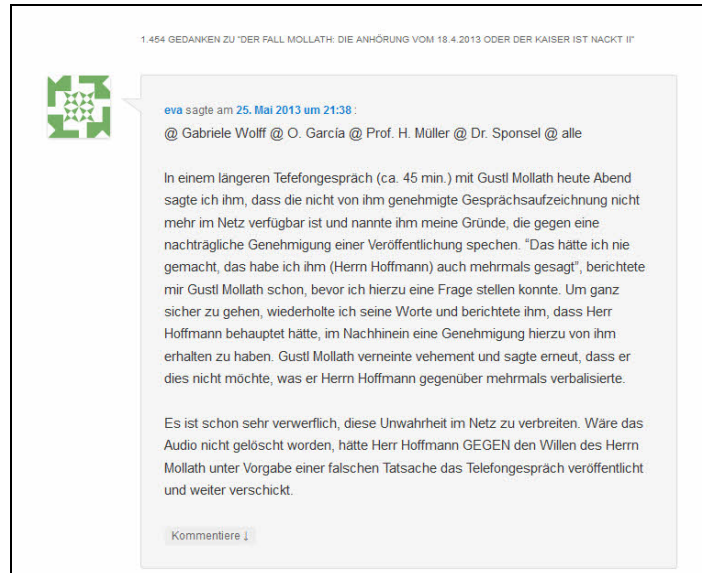 1.454 GEDANKEN ZU "DER FALL MOLLATH: DIE ANHÖRUNG VOM 18.4.2013 ODER DER KAISER IST NACKT II"
eva sagte am 25. Mai 2013 um 21:38 :
@ Gabriele Wolff @ O. García @ Prof. H. Müller @ Dr. Sponsel @ alle
In einem längeren Tefefongespräch (ca. 45 min.) mit Gustl Mollath heute Abend
sagte ich ihm, dass die nicht von ihm genehmigte Gesprächsaufzeichnung nicht
mehr im Netz verfügbar ist und nannte ihm meine Gründe, die gegen eine
nachträgliche Genehmigung einer Veröffentlichung spechen. “Das hätte ich nie
gemacht, das habe ich ihm (Herrn Hoffmann) auch mehrmals gesagt”, berichtete
mir Gustl Mollath schon, bevor ich hierzu eine Frage stellen konnte. Um ganz
sicher zu gehen, wiederholte ich seine Worte und berichtete ihm, dass Herr
Hoffmann behauptet hätte, im Nachhinein eine Genehmigung hierzu von ihm
erhalten zu haben. Gustl Mollath verneinte vehement und sagte erneut, dass er
dies nicht möchte, was er Herrn Hoffmann gegenüber mehrmals verbalisierte.
Es ist schon sehr verwerflich, diese Unwahrheit im Netz zu verbreiten. Wäre das
Audio nicht gelöscht worden, hätte Herr Hoffmann GEGEN den Willen des Herrn
Mollath unter Vorgabe einer falschen Tatsache das Telefongespräch veröffentlicht
und weiter verschickt.
Kommentiere ↓